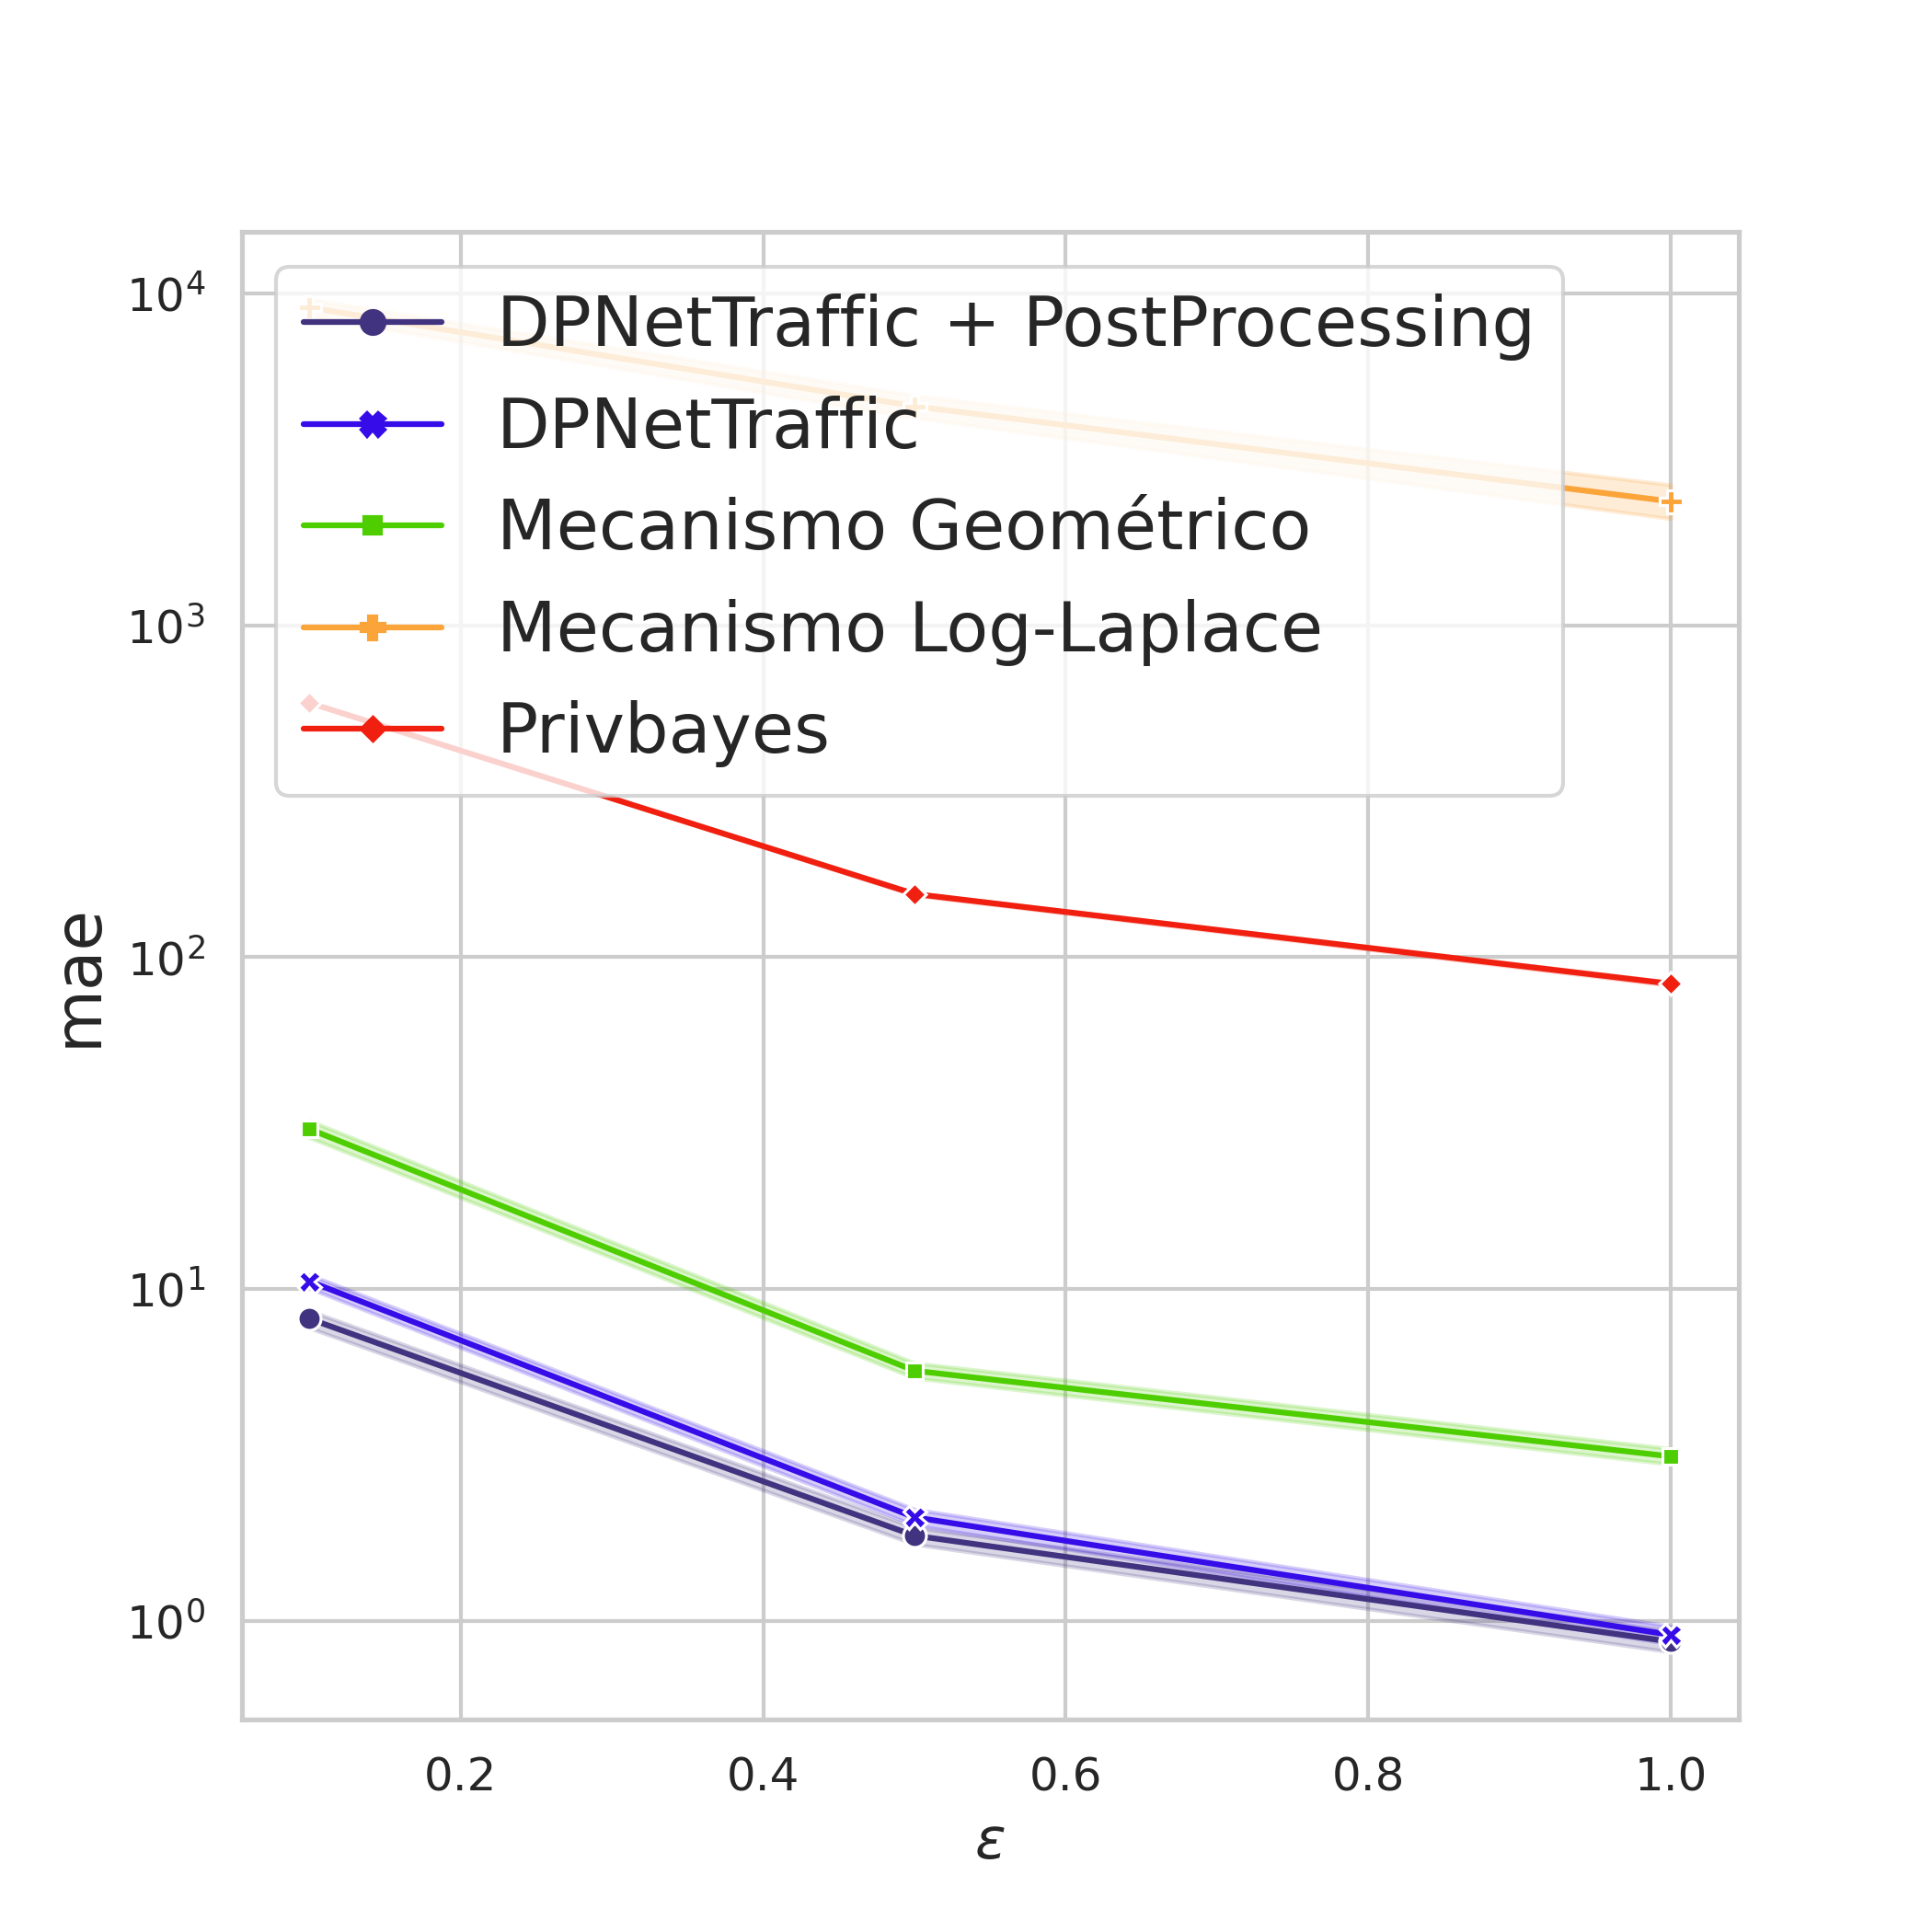 DPNetTraffic + PostProcessing
DPNetTraffic
Mecanismo Geométrico
Mecanismo Log-Laplace
Privbayes
mae
10⁴
10³
10²
10¹
10⁰
0.2 0.4 0.6 0.8 1.0
ε